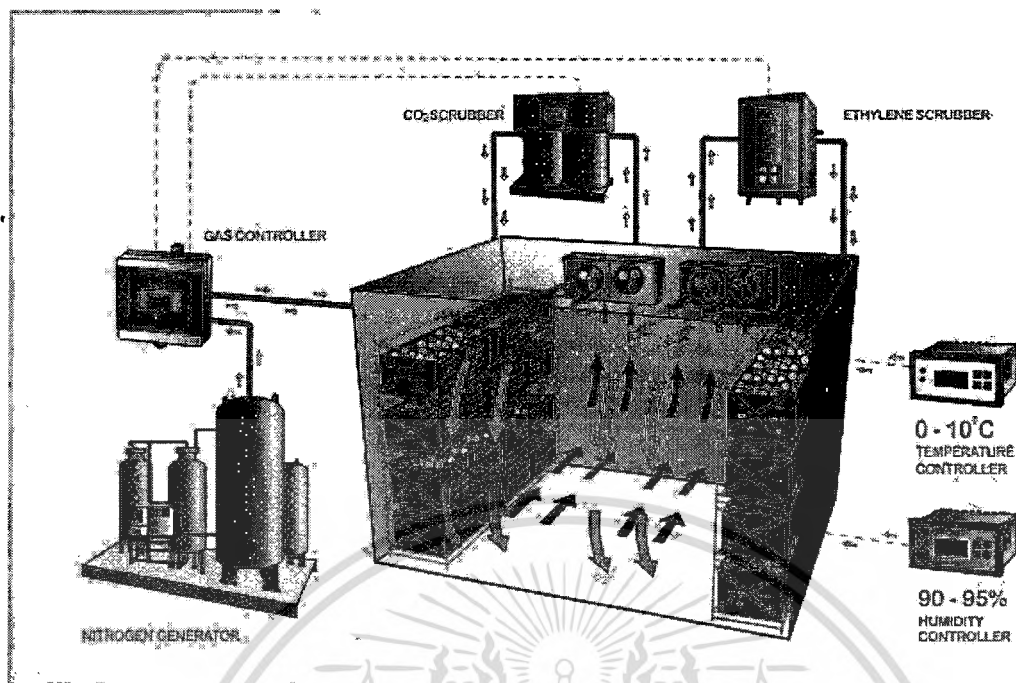 CO₂ SCRUBBER
ETHYLENE SCRUBBER
GAS CONTROLLER
0 - 10°C
TEMPERATURE
CONTROLLER
90 - 95%
HUMIDITY
CONTROLLER
NITROGEN GENERATOR